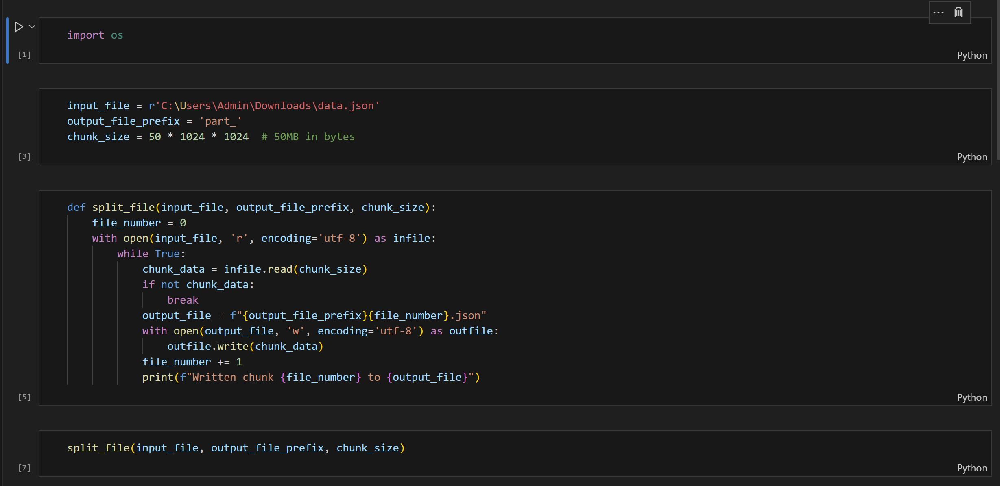 import os
[1]
Python
input_file = r'C:\Users\Admin\Downloads\data.json'
output_file_prefix = 'part_'
chunk_size = 50 * 1024 * 1024  # 50MB in bytes
[3]
Python
def split_file(input_file, output_file_prefix, chunk_size):
    file_number = 0
    with open(input_file, 'r', encoding='utf-8') as infile:
        while True:
            chunk_data = infile.read(chunk_size)
            if not chunk_data:
                break
            output_file = f"{output_file_prefix}{file_number}.json"
            with open(output_file, 'w', encoding='utf-8') as outfile:
                outfile.write(chunk_data)
            file_number += 1
            print(f"Written chunk {file_number} to {output_file}")
[5]
Python
split_file(input_file, output_file_prefix, chunk_size)
[7]
Python